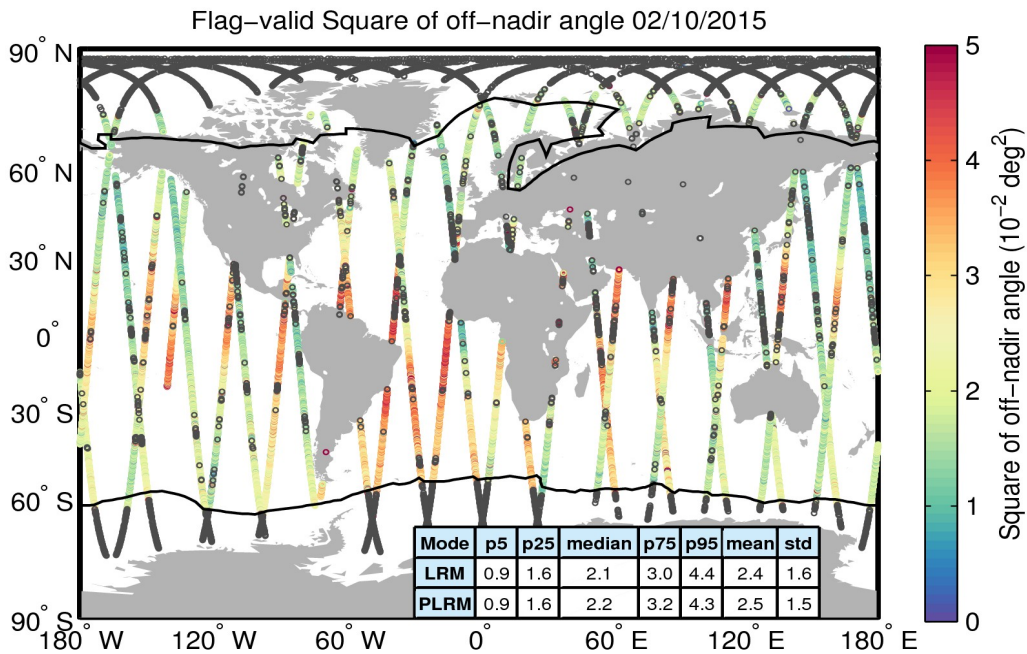 Flag-valid Square of off-nadir angle 02/10/2015
90° N
60° N
30° N
0°
30° S
60° S
90° S
180° W
120° W
60° W
0°
60° E
120° E
180° E
Mode p5 p25 median p75 p95 mean std
LRM 0.9 1.6 2.1 3.0 4.4 2.4 1.6
PLRM 0.9 1.6 2.2 3.2 4.3 2.5 1.5
5
4
3
2
1
0
Square of off-nadir angle (10⁻² deg²)